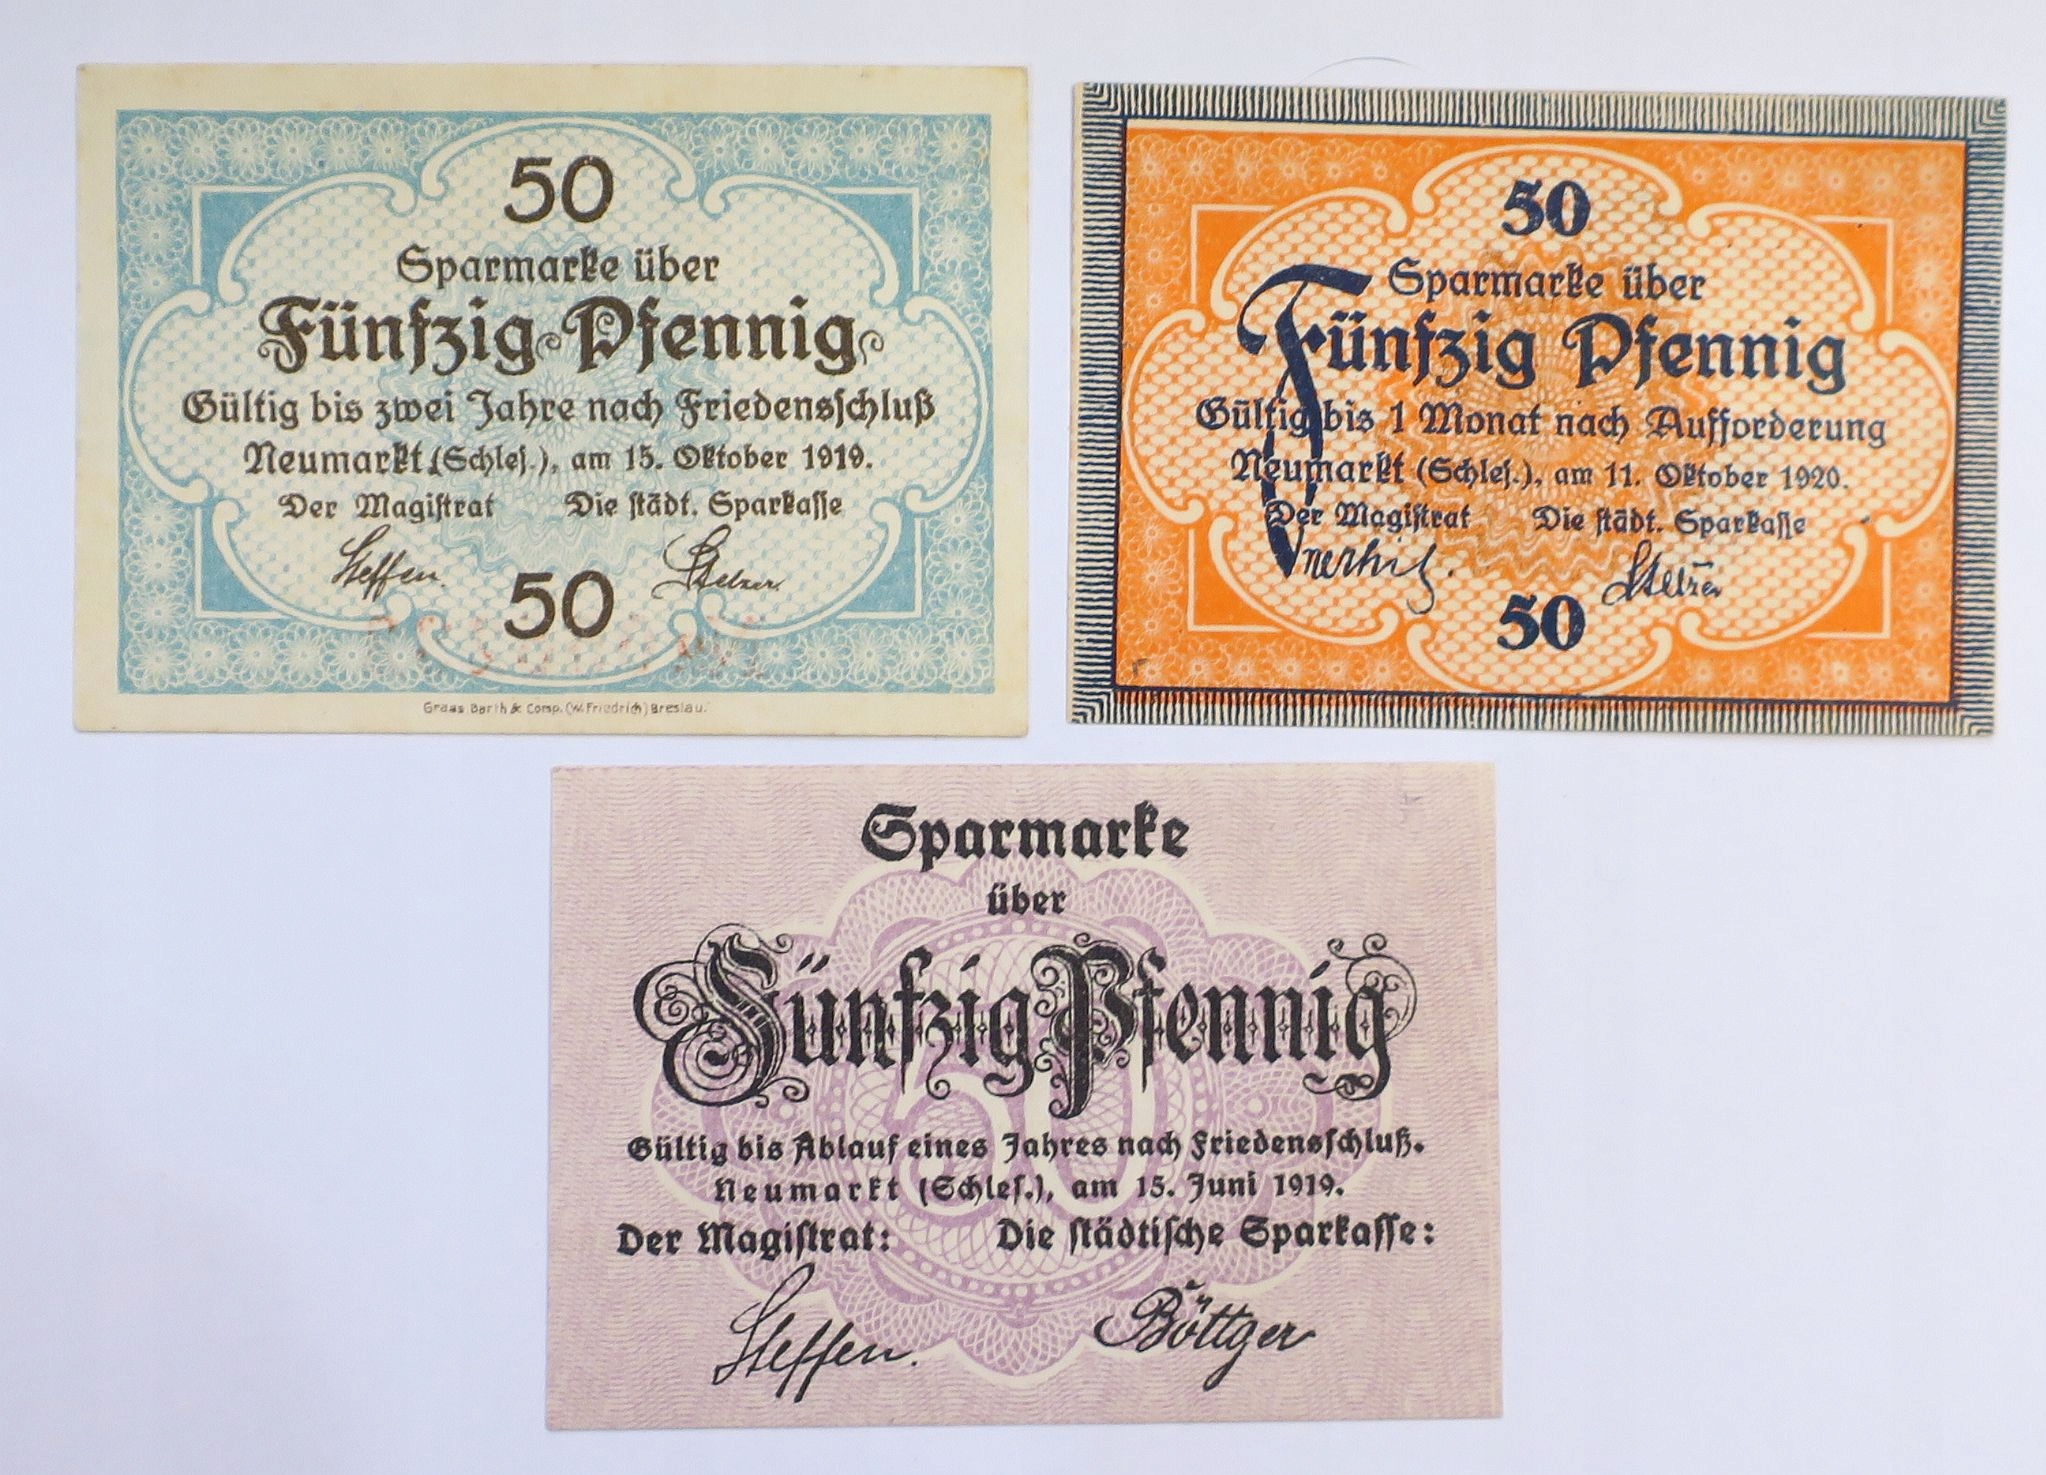 50
Sparmarke über
Fünfzig Pfennig
Gültig bis zwei Jahre nach Friedensschluß
Neumarkt (Schles.), am 15. Oktober 1919.
Der Magistrat Die städt. Sparkasse
Steffen. Stelzer
50
Grass, Barth & Comp. (W. Friedrich) Breslau.
50
Sparmarke über
Fünfzig Pfennig
Gültig bis 1 Monat nach Aufforderung
Neumarkt (Schles.), am 11. Oktober 1920.
Der Magistrat Die städt. Sparkasse
Stelzer
50
Sparmarke
über
Fünfzig Pfennig
50
Gültig bis Ablauf eines Jahres nach Friedensschluß.
Neumarkt (Schles.), am 15. Juni 1919.
Der Magistrat: Die städtische Sparkasse:
Steffen. Böttger